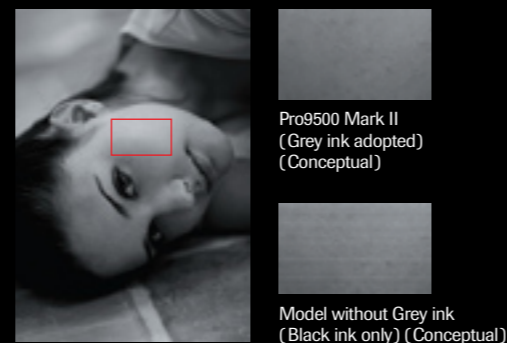 Pro9500 Mark II
(Grey ink adopted)
(Conceptual)
Model without Grey ink
(Black ink only) (Conceptual)